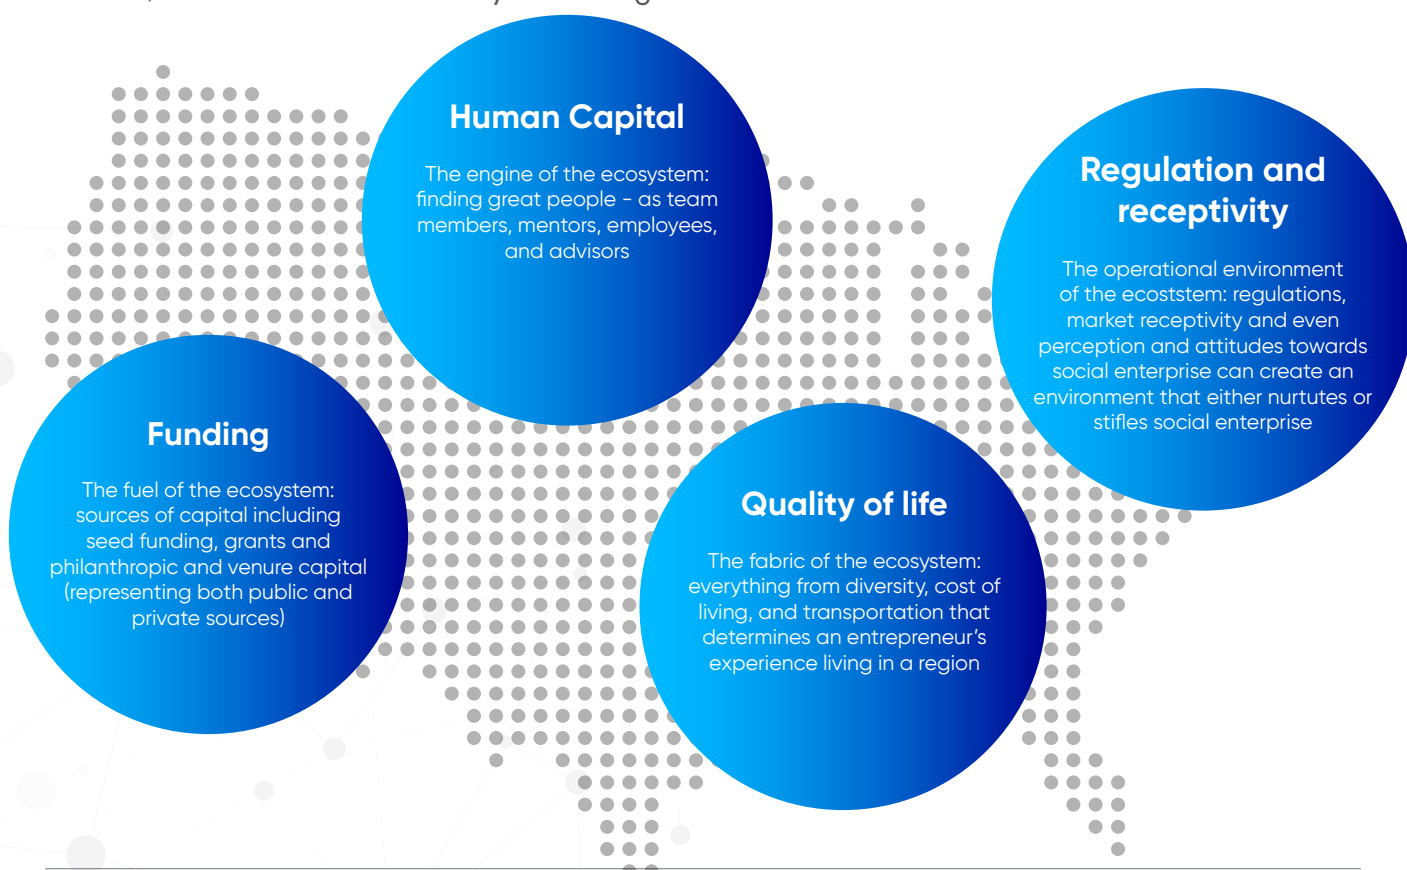 Human Capital
The engine of the ecosystem:
finding great people - as team
members, mentors, employees,
and advisors
Regulation and
receptivity
The operational environment
of the ecoststem: regulations,
market receptivity and even
perception and attitudes towards
social enterprise can create an
environment that either nurtutes or
stifles social enterprise
Funding
The fuel of the ecosystem:
sources of capital including
seed funding, grants and
philanthropic and venure capital
(representing both public and
private sources)
Quality of life
The fabric of the ecosystem:
everything from diversity, cost of
living, and transportation that
determines an entrepreneur’s
experience living in a region